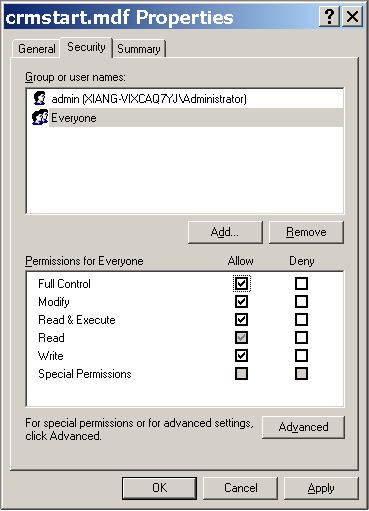 crmstart.mdf Properties
General Security Summary
Group or user names:
admin (XIANG-VIXCAQ7YJ\Administrator)
Everyone
Add... Remove
Permissions for Everyone Allow Deny
Full Control
Modify
Read & Execute
Read
Write
Special Permissions
For special permissions or for advanced settings,
click Advanced.
Advanced
OK Cancel Apply